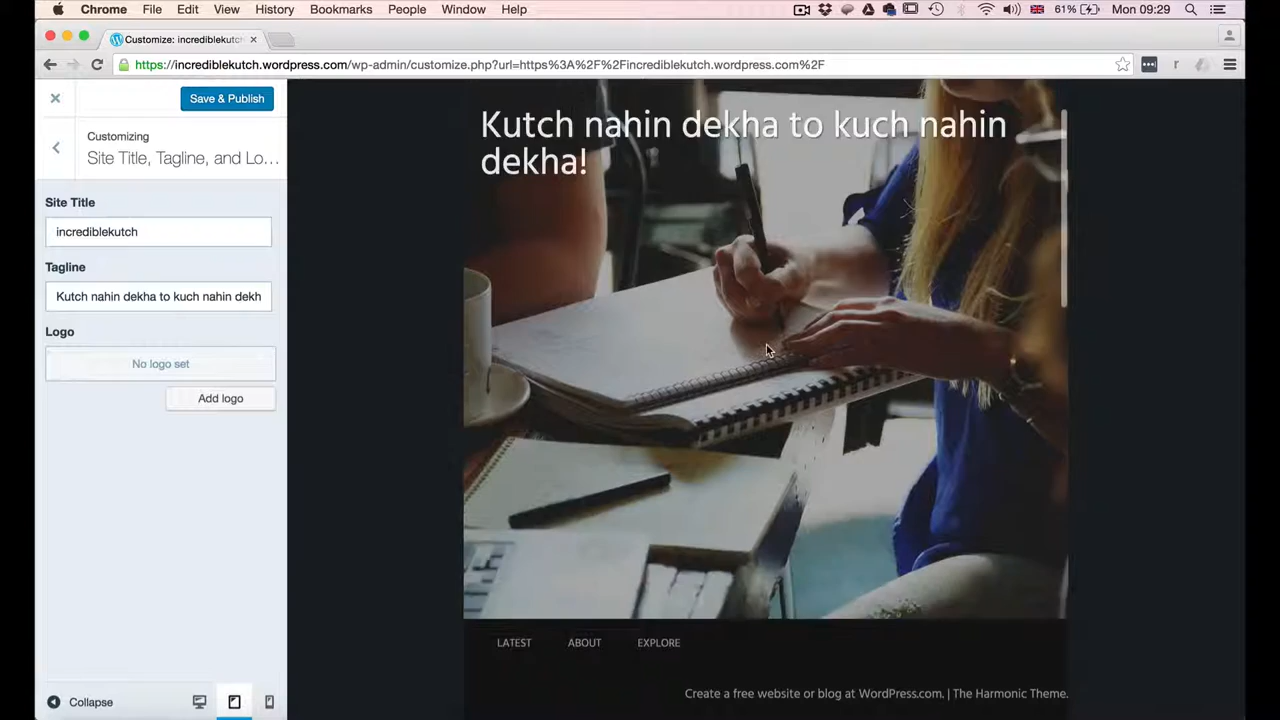 Chrome File Edit View History Bookmarks People Window Help 61% Mon 09:29
Customize: incrediblekutch
https://incrediblekutch.wordpress.com/wp-admin/customize.php?url=https%3A%2F%2Fincrediblekutch.wordpress.com%2F
Save & Publish
Customizing
Site Title, Tagline, and Lo...
Site Title
incrediblekutch
Tagline
Kutch nahin dekha to kuch nahin dekh
Logo
No logo set
Add logo
Collapse
Kutch nahin dekha to kuch nahin
dekha!
LATEST ABOUT EXPLORE
Create a free website or blog at WordPress.com. | The Harmonic Theme.